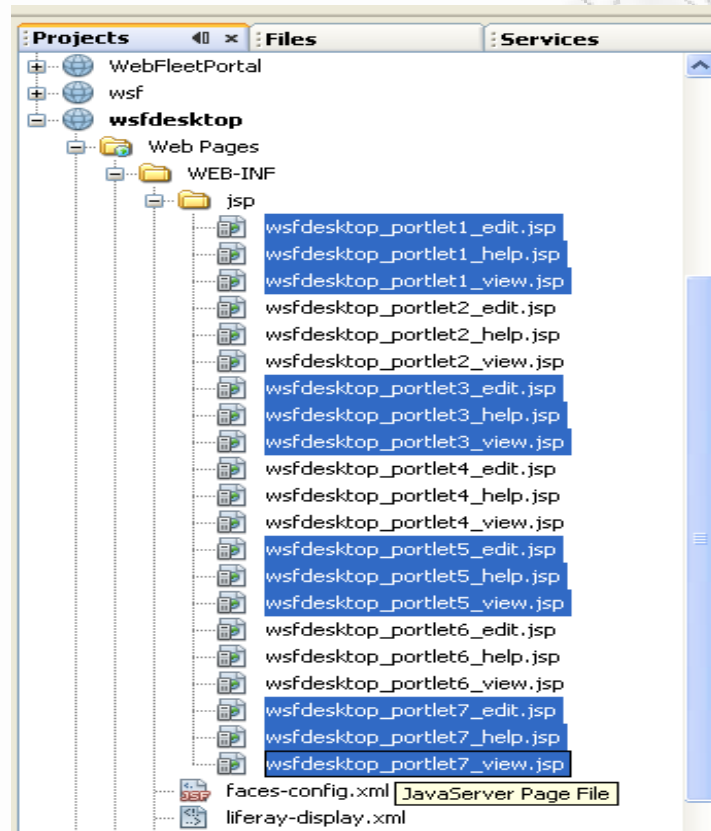 Projects Files Services
WebFleetPortal
wsf
wsfdesktop
Web Pages
WEB-INF
jsp
wsfdesktop_portlet1_edit.jsp
wsfdesktop_portlet1_help.jsp
wsfdesktop_portlet1_view.jsp
wsfdesktop_portlet2_edit.jsp
wsfdesktop_portlet2_help.jsp
wsfdesktop_portlet2_view.jsp
wsfdesktop_portlet3_edit.jsp
wsfdesktop_portlet3_help.jsp
wsfdesktop_portlet3_view.jsp
wsfdesktop_portlet4_edit.jsp
wsfdesktop_portlet4_help.jsp
wsfdesktop_portlet4_view.jsp
wsfdesktop_portlet5_edit.jsp
wsfdesktop_portlet5_help.jsp
wsfdesktop_portlet5_view.jsp
wsfdesktop_portlet6_edit.jsp
wsfdesktop_portlet6_help.jsp
wsfdesktop_portlet6_view.jsp
wsfdesktop_portlet7_edit.jsp
wsfdesktop_portlet7_help.jsp
wsfdesktop_portlet7_view.jsp
JSF faces-config.xml JavaServer Page File
liferay-display.xml